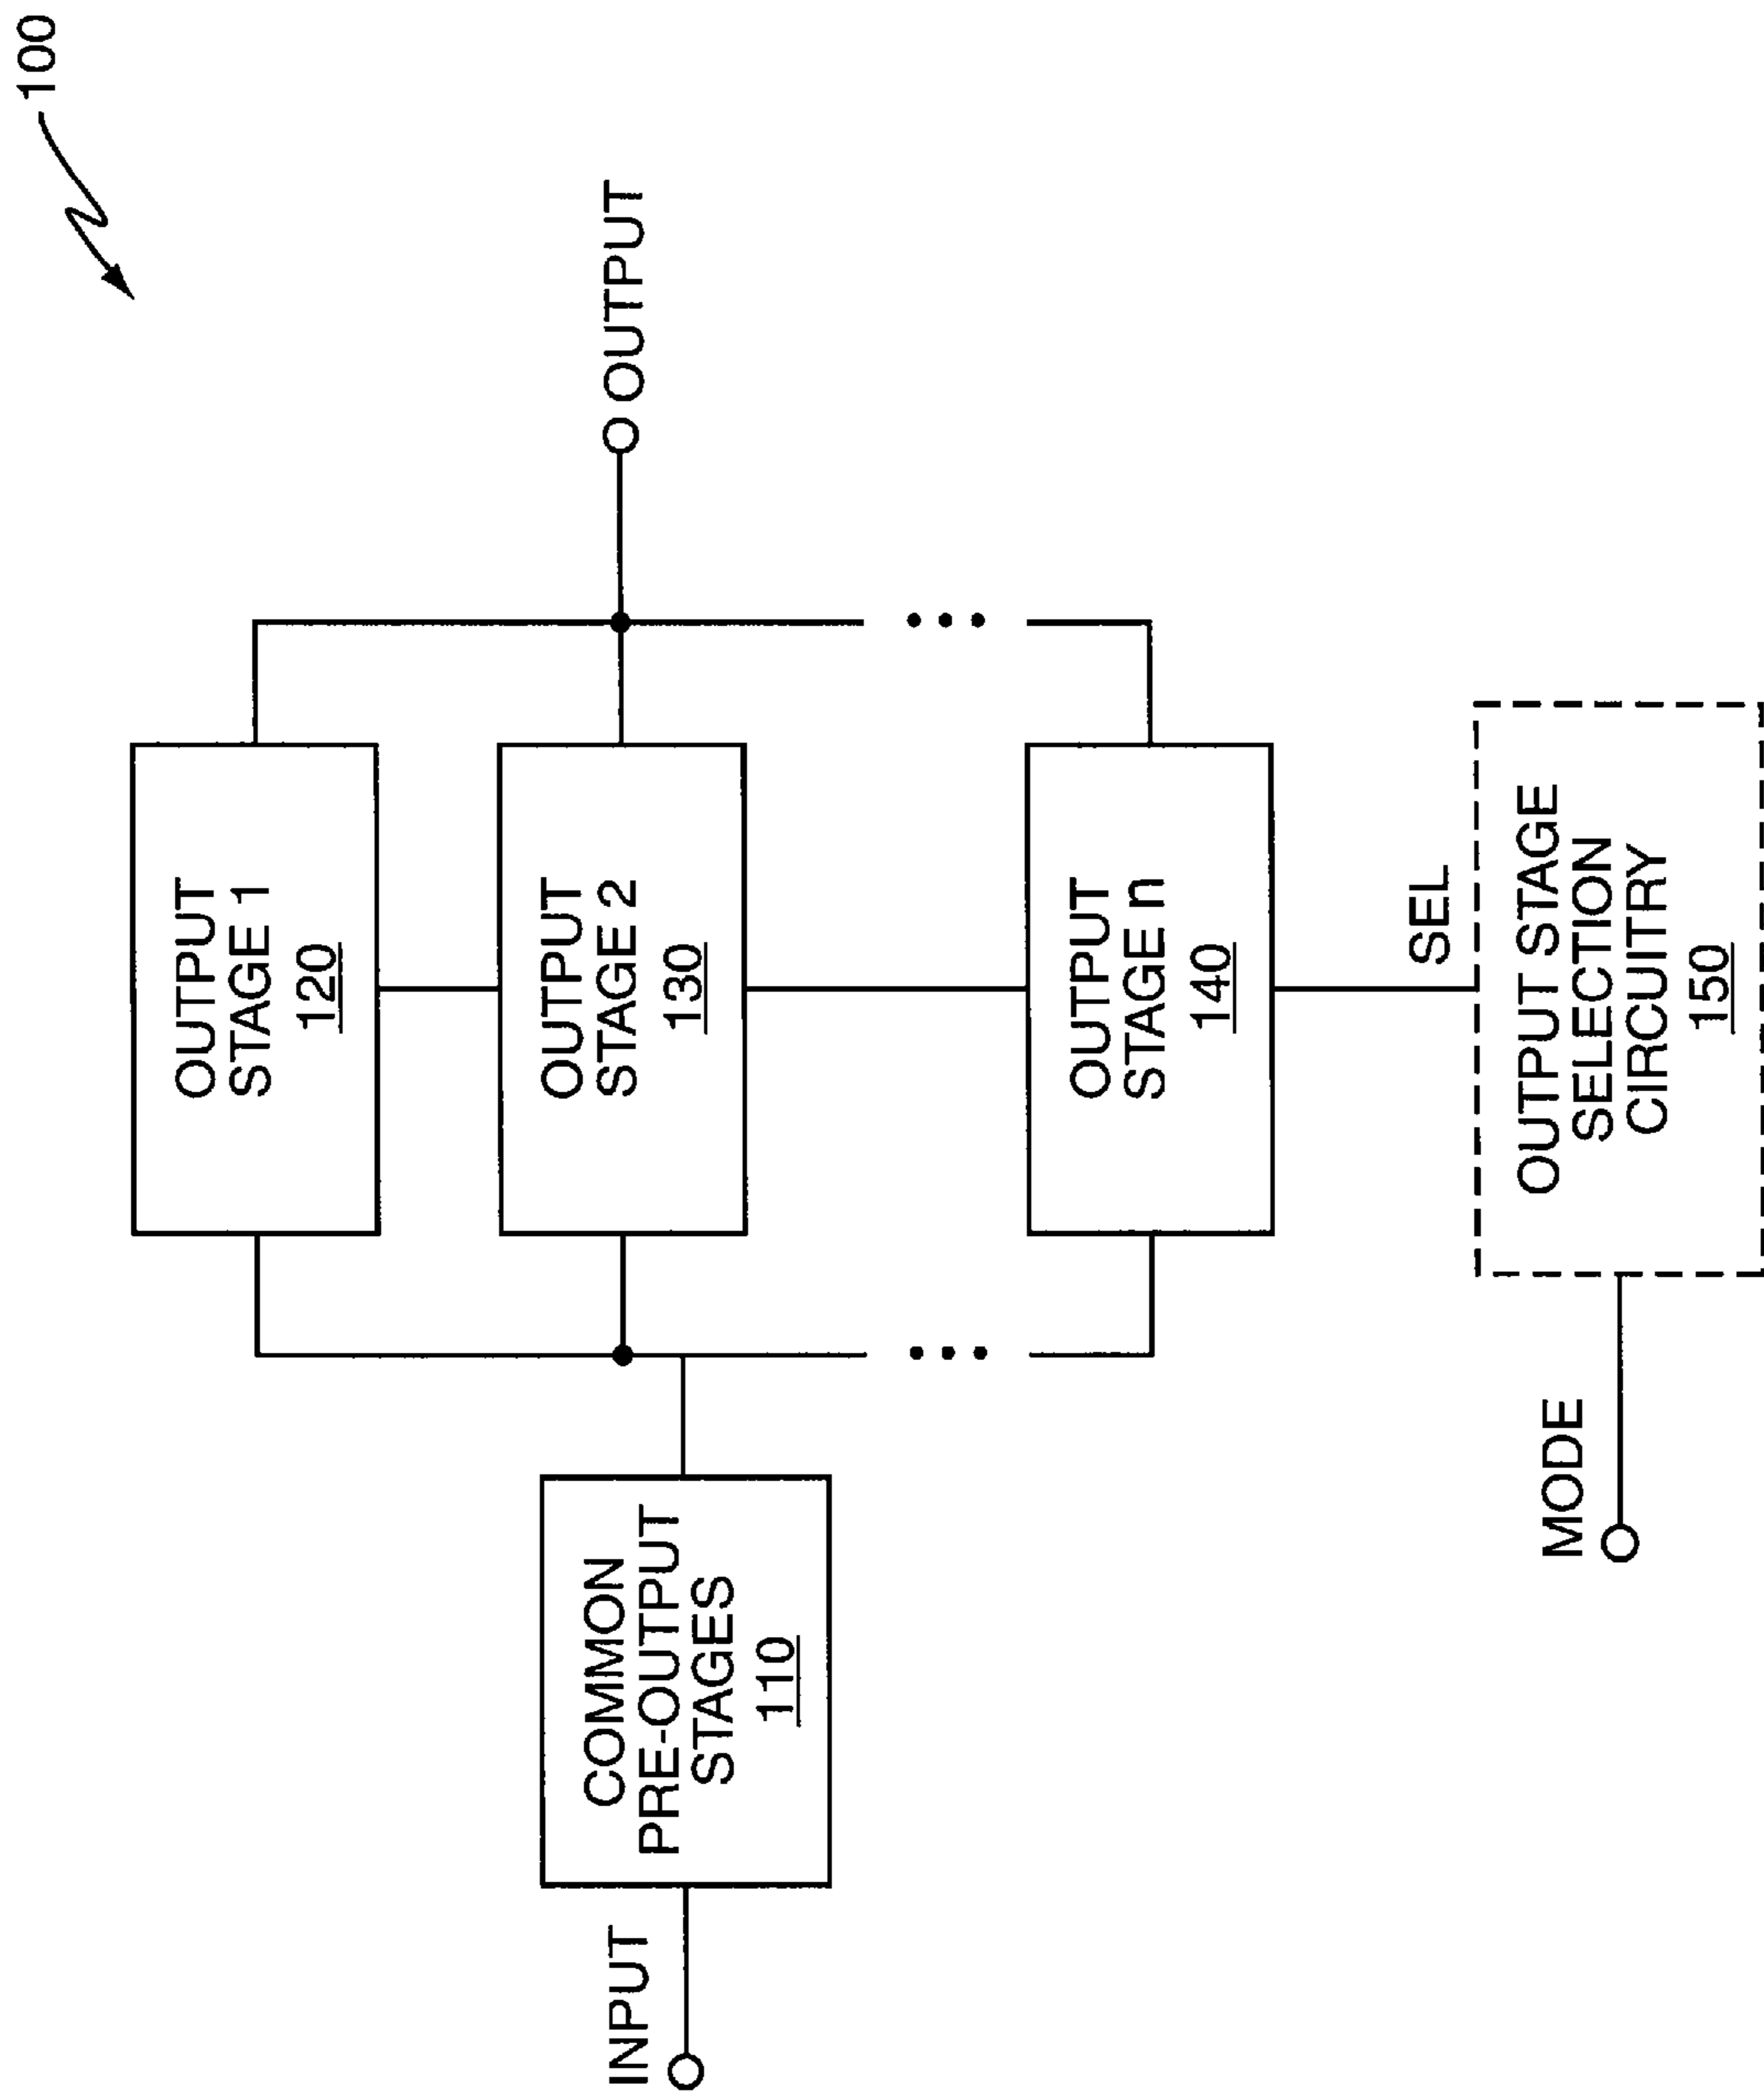 100
OUTPUT
STAGE 1
120
OUTPUT
STAGE 2
130
OUTPUT
COMMON
PRE-OUTPUT
STAGES
110
INPUT
OUTPUT
STAGE n
140
SEL
MODE
OUTPUT STAGE
SELECTION
CIRCUITRY
150